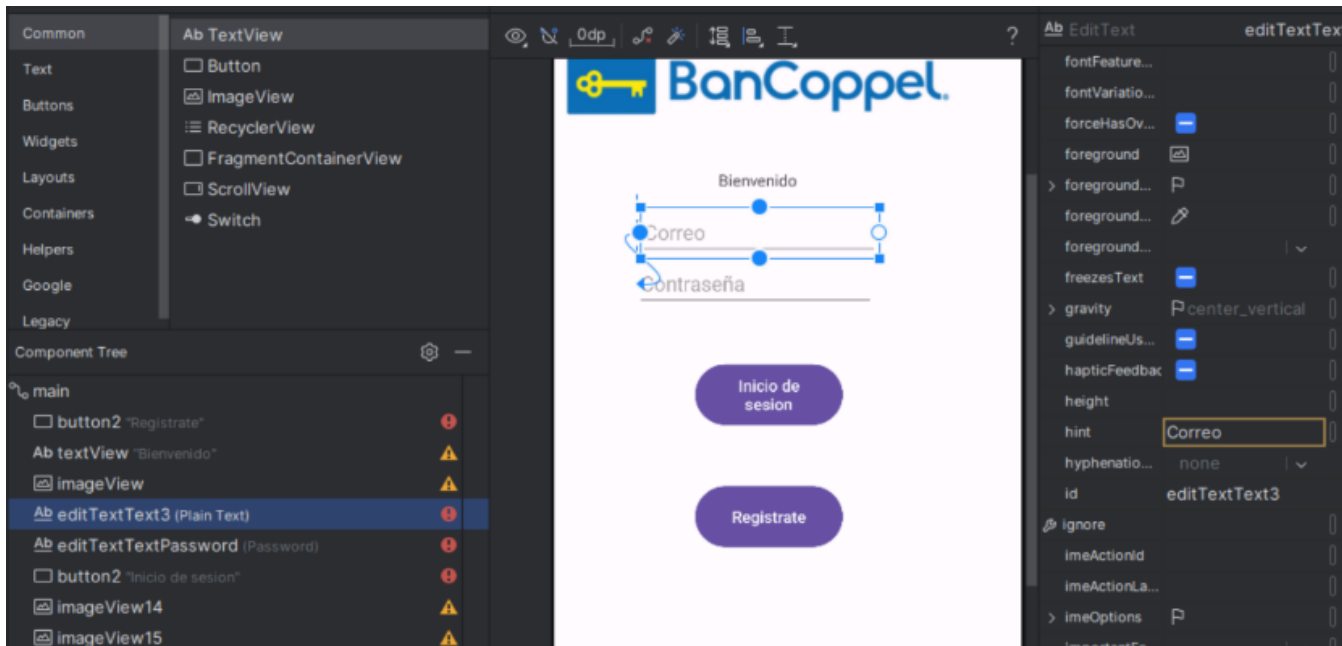 Common
Text
Buttons
Widgets
Layouts
Containers
Helpers
Google
Legacy
Ab TextView
Button
ImageView
RecyclerView
FragmentContainerView
ScrollView
Switch
Component Tree
main
button2 "Registrate"
Ab textView "Bienvenido"
imageView
Ab editTextText3 (Plain Text)
Ab editTextTextPassword (Password)
button2 "Inicio de sesion"
imageView14
imageView15
0dp
?
BanCoppel.
Bienvenido
Correo
Contraseña
Inicio de
sesion
Registrate
Ab EditText editTextTex
fontFeature...
fontVariatio...
forceHasOv...
foreground
foreground...
foreground...
foreground...
freezesText
gravity center_vertical
guidelineUs...
hapticFeedbac
height
hint Correo
hyphenatio... none
id editTextText3
ignore
imeActionId
imeActionLa...
imeOptions